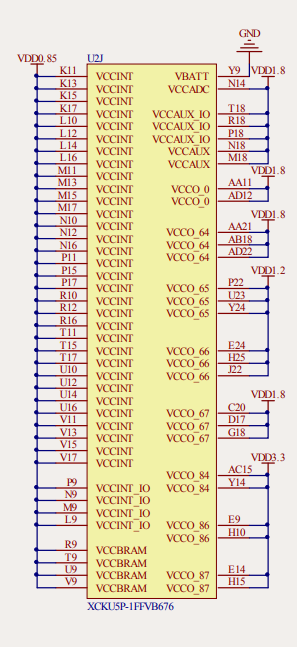 GND
VDD0.85 U2J
K11 VCCINT VBATT Y9 VDD1.8
K13 VCCINT VCCADC N14
K15 VCCINT
K17 VCCINT VCCAUX_IO T18
L10 VCCINT VCCAUX_IO R18
L12 VCCINT VCCAUX_IO P18
L14 VCCINT VCCAUX N18
L16 VCCINT VCCAUX M18
M11 VCCINT VDD1.8
M13 VCCINT VCCO_0 AA11
M15 VCCINT VCCO_0 AD12
M17 VCCINT VDD1.8
N10 VCCINT VCCO_64 AA21
N12 VCCINT VCCO_64 AB18
N16 VCCINT VCCO_64 AD22
P11 VCCINT
P15 VCCINT VDD1.2
P17 VCCINT VCCO_65 P22
R10 VCCINT VCCO_65 U23
R12 VCCINT VCCO_65 Y24
R16 VCCINT
T11 VCCINT
T15 VCCINT VCCO_66 E24
T17 VCCINT VCCO_66 H25
U10 VCCINT VCCO_66 J22
U12 VCCINT
U14 VCCINT VDD1.8
U16 VCCINT VCCO_67 C20
V11 VCCINT VCCO_67 D17
V13 VCCINT VCCO_67 G18
V15 VCCINT
V17 VCCINT VDD3.3
VCCO_84 AC15
P9 VCCINT_IO VCCO_84 Y14
N9 VCCINT_IO
M9 VCCINT_IO
L9 VCCINT_IO VCCO_86 E9
VCCO_86 H10
R9 VCCBRAM
T9 VCCBRAM
U9 VCCBRAM VCCO_87 E14
V9 VCCBRAM VCCO_87 H15
XCKU5P-1FFVB676